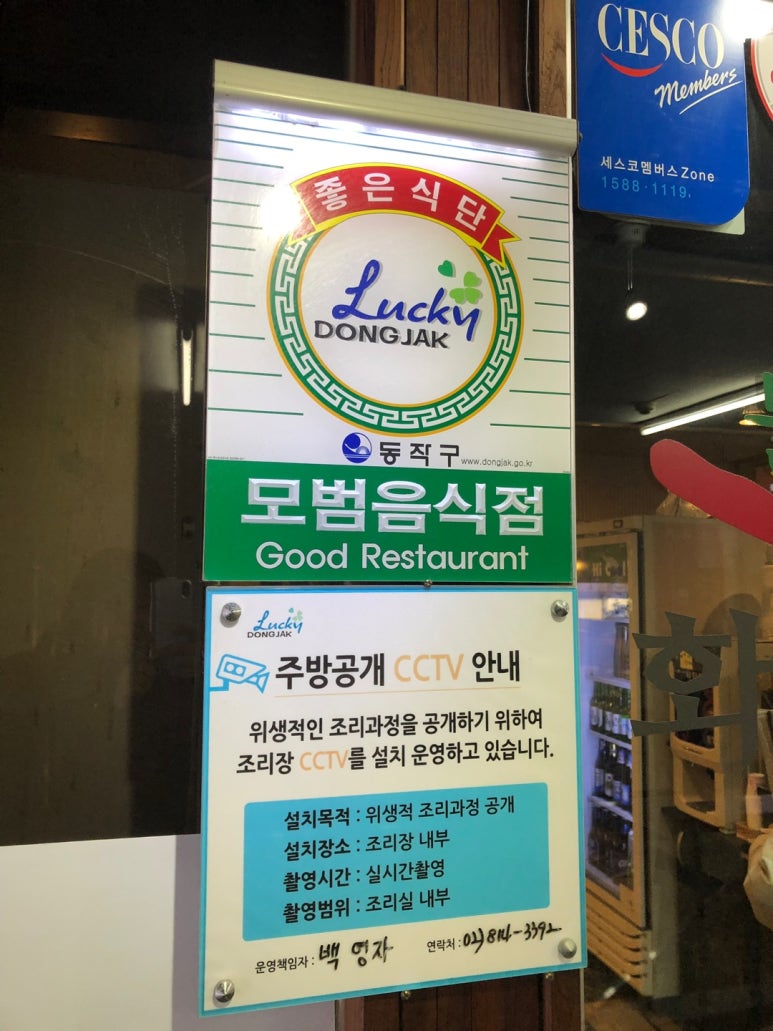 CESCO
Members
세스코멤버스 Zone
1588·1119
좋은식단
Lucky
DONGJAK
동작구 www.dongjak.go.kr
모범음식점
Good Restaurant
Lucky
DONGJAK
주방공개 CCTV 안내
위생적인 조리과정을 공개하기 위하여
조리장 CCTV를 설치 운영하고 있습니다.
설치목적 : 위생적 조리과정 공개
설치장소 : 조리장 내부
촬영시간 : 실시간촬영
촬영범위 : 조리실 내부
운영책임자 : 백영자 연락처 : 02)814-3392
화